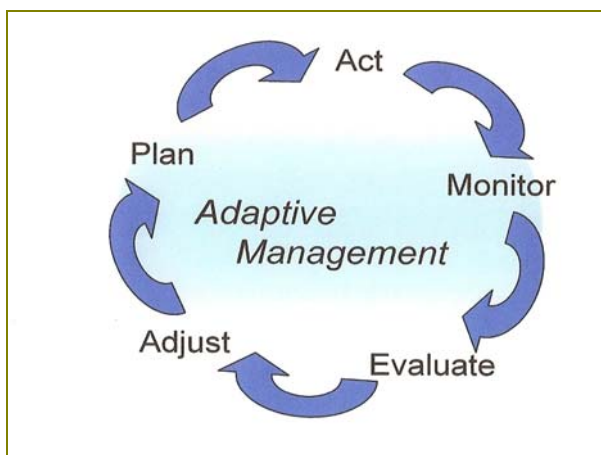 Act
Plan
Monitor
Adaptive
Management
Adjust
Evaluate